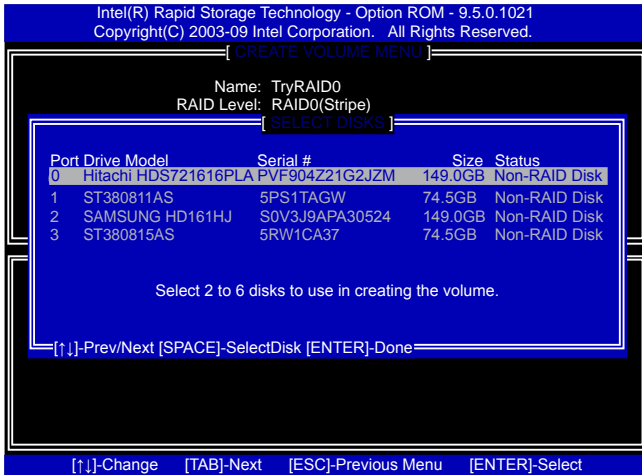 Intel(R) Rapid Storage Technology - Option ROM - 9.5.0.1021
Copyright(C) 2003-09 Intel Corporation. All Rights Reserved.
[ CREATE VOLUME MENU ]
Name: TryRAID0
RAID Level: RAID0(Stripe)
[ SELECT DISKS ]
Port Drive Model Serial # Size Status
0 Hitachi HDS721616PLA PVF904Z21G2JZM 149.0GB Non-RAID Disk
1 ST380811AS 5PS1TAGW 74.5GB Non-RAID Disk
2 SAMSUNG HD161HJ S0V3J9APA30524 149.0GB Non-RAID Disk
3 ST380815AS 5RW1CA37 74.5GB Non-RAID Disk
Select 2 to 6 disks to use in creating the volume.
[↑↓]-Prev/Next [SPACE]-SelectDisk [ENTER]-Done
[↑↓]-Change [TAB]-Next [ESC]-Previous Menu [ENTER]-Select